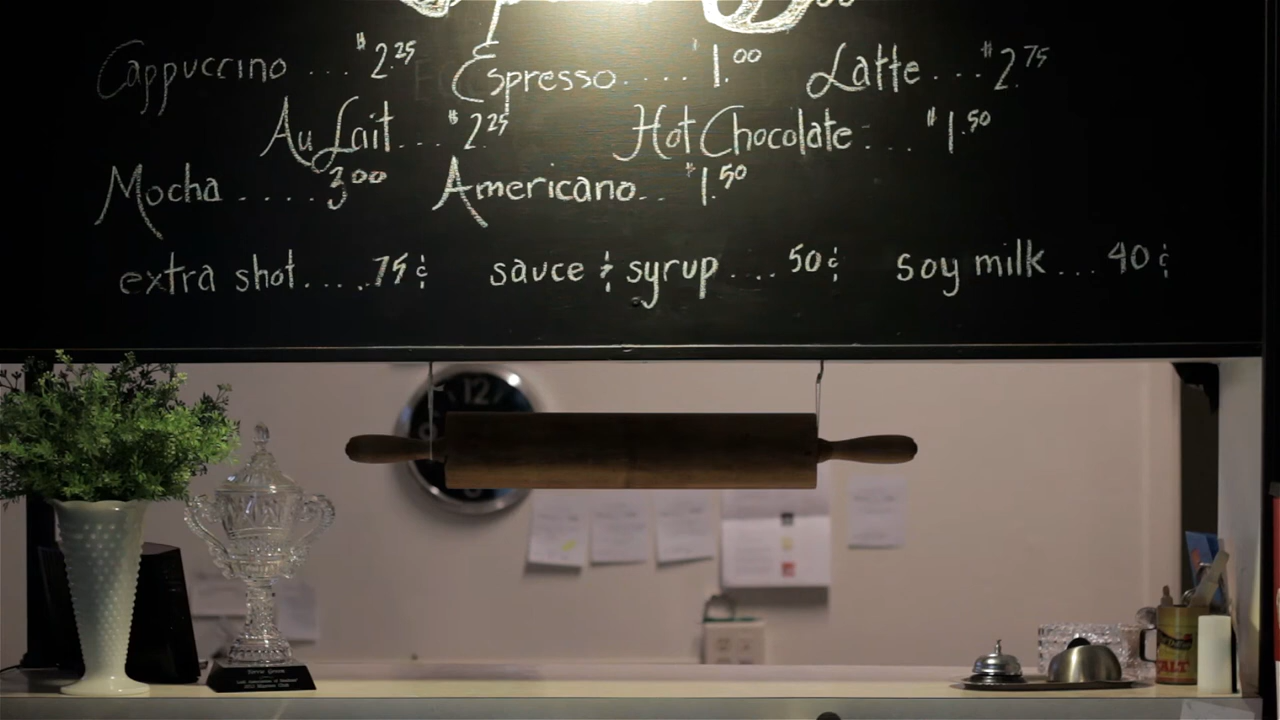 Cappuccino ... $2.25 Espresso.... $1.00 Latte ...$2.75
Au Lait... $2.25 Hot Chocolate... $1.50
Mocha ....3.00 Americano.. $1.50
extra shot.....75¢ sauce & syrup .... 50¢ soy milk ... 40¢
12